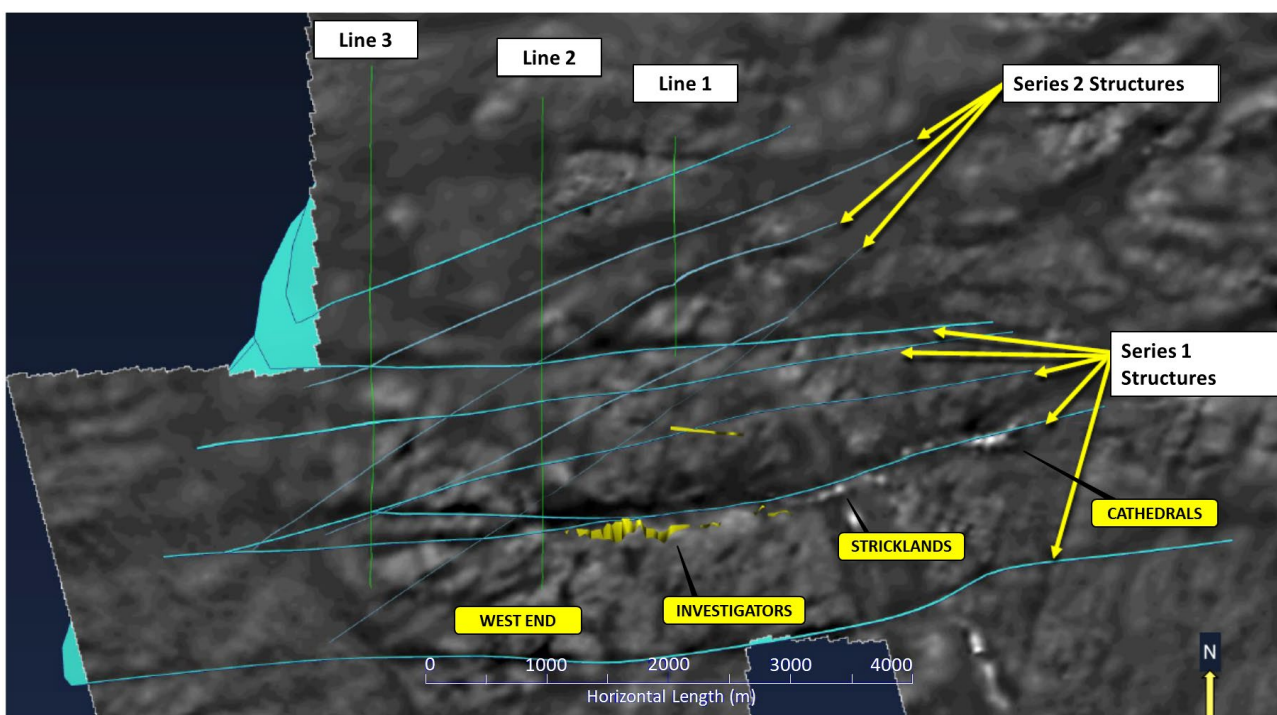 Line 3
Line 2
Line 1
Series 2 Structures
Series 1
Structures
CATHEDRALS
STRICKLANDS
INVESTIGATORS
WEST END
0 1000 2000 3000 4000
Horizontal Length (m)
N